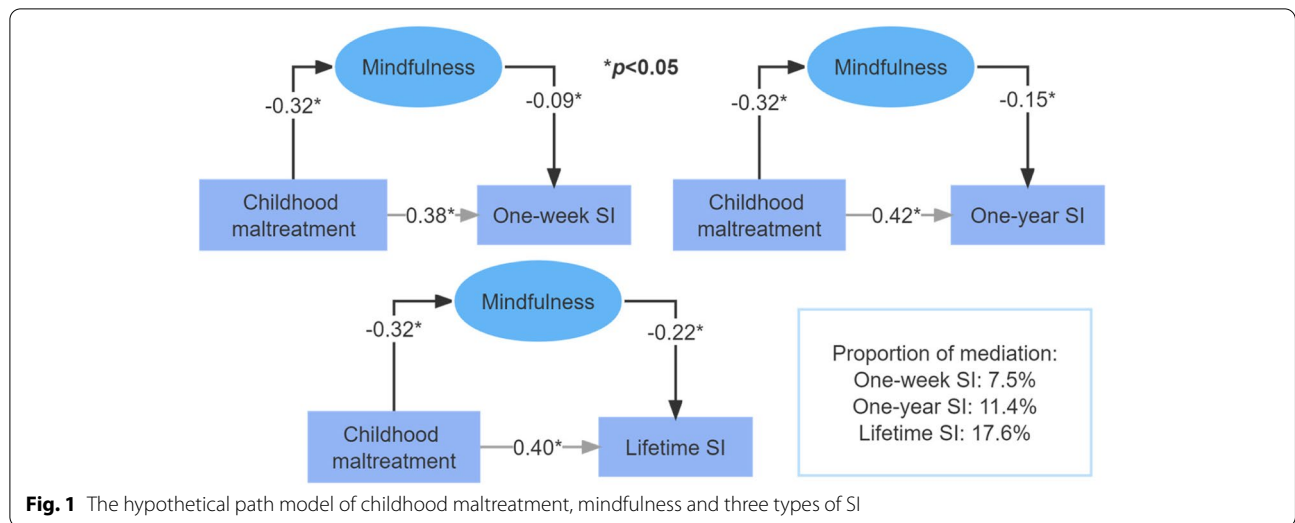 Mindfulness
*p<0.05
-0.32*
-0.09*
Childhood
maltreatment
0.38*
One-week SI
Mindfulness
-0.32*
-0.15*
Childhood
maltreatment
0.42*
One-year SI
Mindfulness
-0.32*
-0.22*
Childhood
maltreatment
0.40*
Lifetime SI
Proportion of mediation:
One-week SI: 7.5%
One-year SI: 11.4%
Lifetime SI: 17.6%
Fig. 1 The hypothetical path model of childhood maltreatment, mindfulness and three types of SI